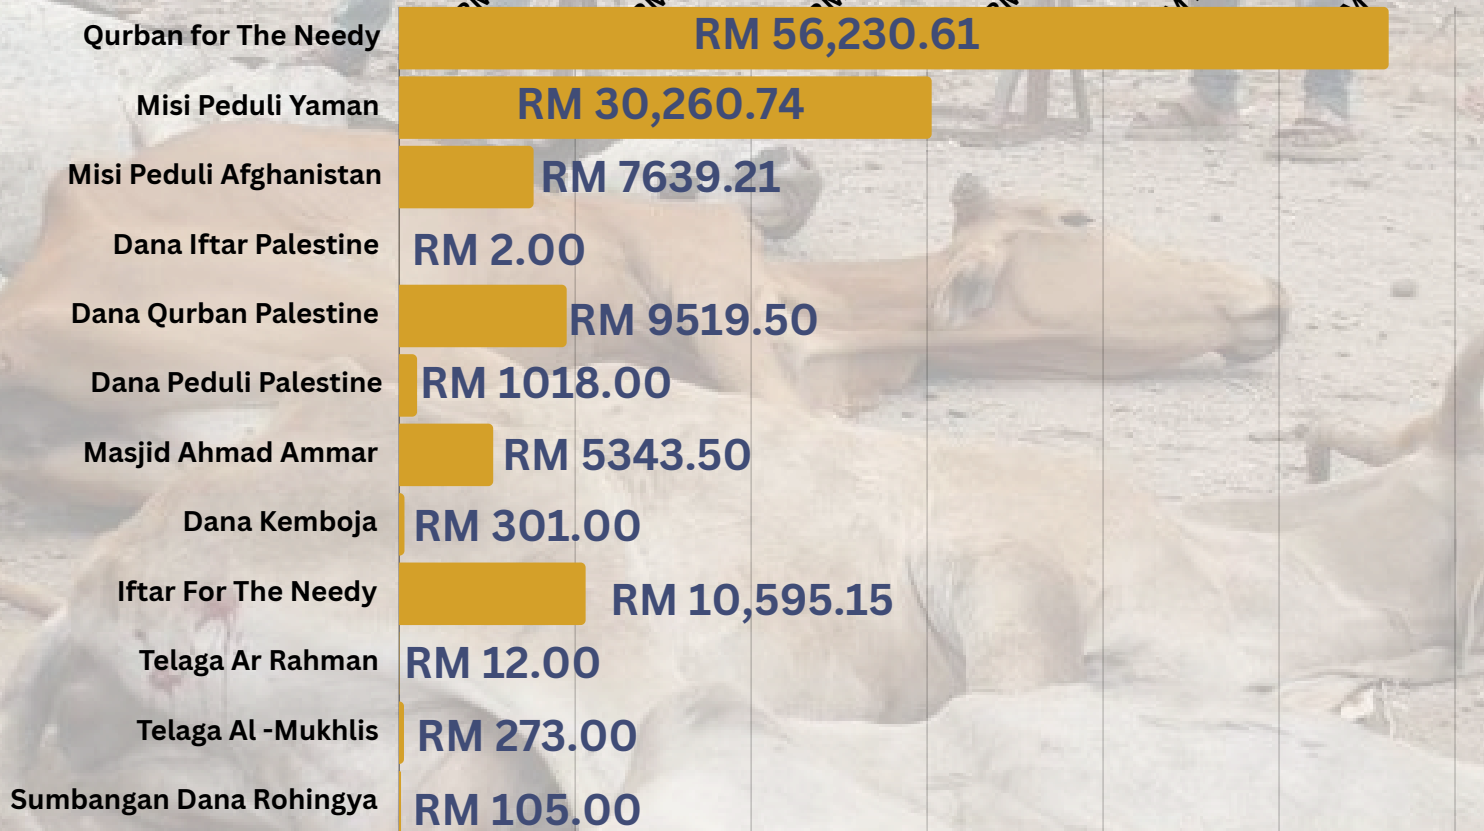 Qurban for The Needy RM 56,230.61
Misi Peduli Yaman RM 30,260.74
Misi Peduli Afghanistan RM 7639.21
Dana Iftar Palestine RM 2.00
Dana Qurban Palestine RM 9519.50
Dana Peduli Palestine RM 1018.00
Masjid Ahmad Ammar RM 5343.50
Dana Kemboja RM 301.00
Iftar For The Needy RM 10,595.15
Telaga Ar Rahman RM 12.00
Telaga Al -Mukhlis RM 273.00
Sumbangan Dana Rohingya RM 105.00